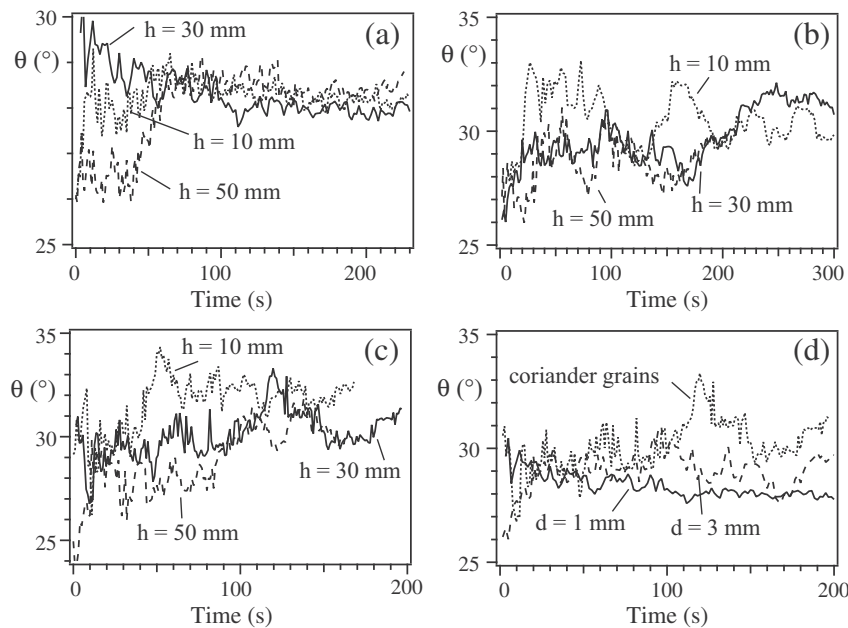 30
(a)
h = 30 mm
θ (°)
h = 10 mm
h = 50 mm
25
0
100
200
Time (s)
35
(b)
h = 10 mm
θ (°)
30
h = 50 mm
h = 30 mm
25
0
100
200
300
Time (s)
35
(c)
h = 10 mm
θ (°)
30
h = 30 mm
h = 50 mm
25
0
100
200
Time (s)
35
(d)
θ (°)
coriander grains
30
d = 1 mm
d = 3 mm
25
0
100
200
Time (s)